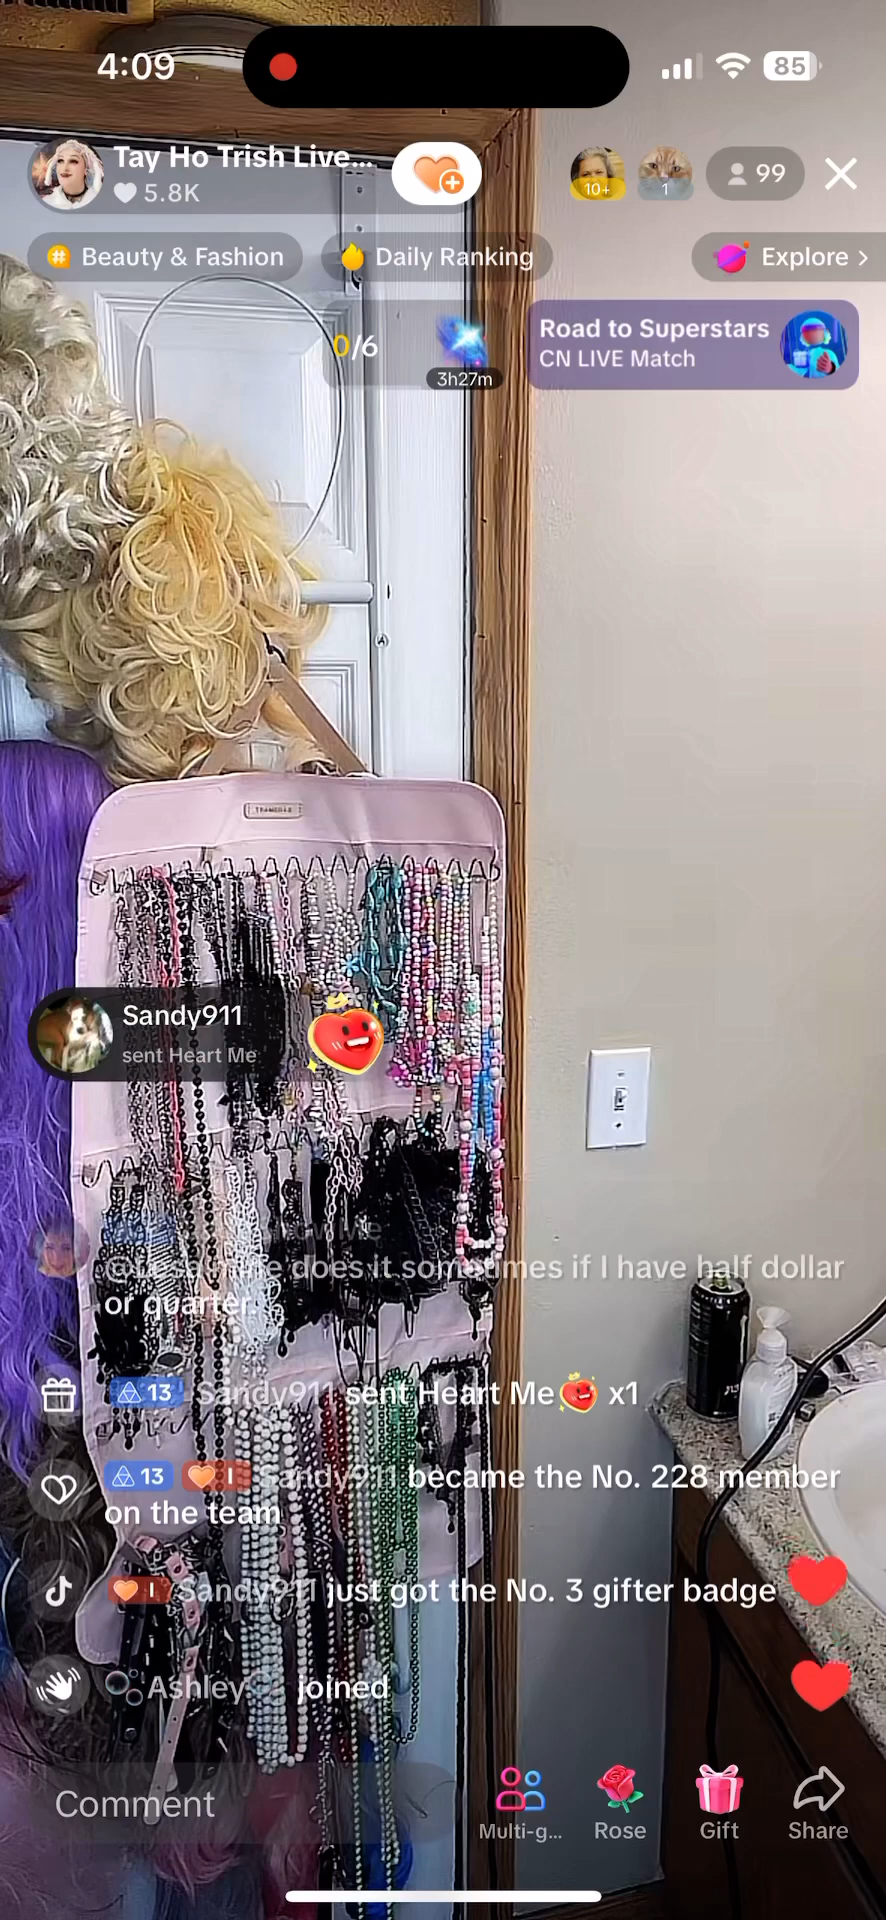 4:09
85
Tay Ho Trish Live...
5.8K
10+
1
99
Beauty & Fashion
Daily Ranking
Explore >
0/6
3h27m
Road to Superstars
CN LIVE Match
Sandy911
sent Heart Me
Me
does it sometimes if I have half dollar
or quarter.
13 Sandy911 sent Heart Me x1
13 I Sandy911 became the No. 228 member
on the team
I Sandy911 just got the No. 3 gifter badge
Ashley joined
Comment
Multi-g...
Rose
Gift
Share